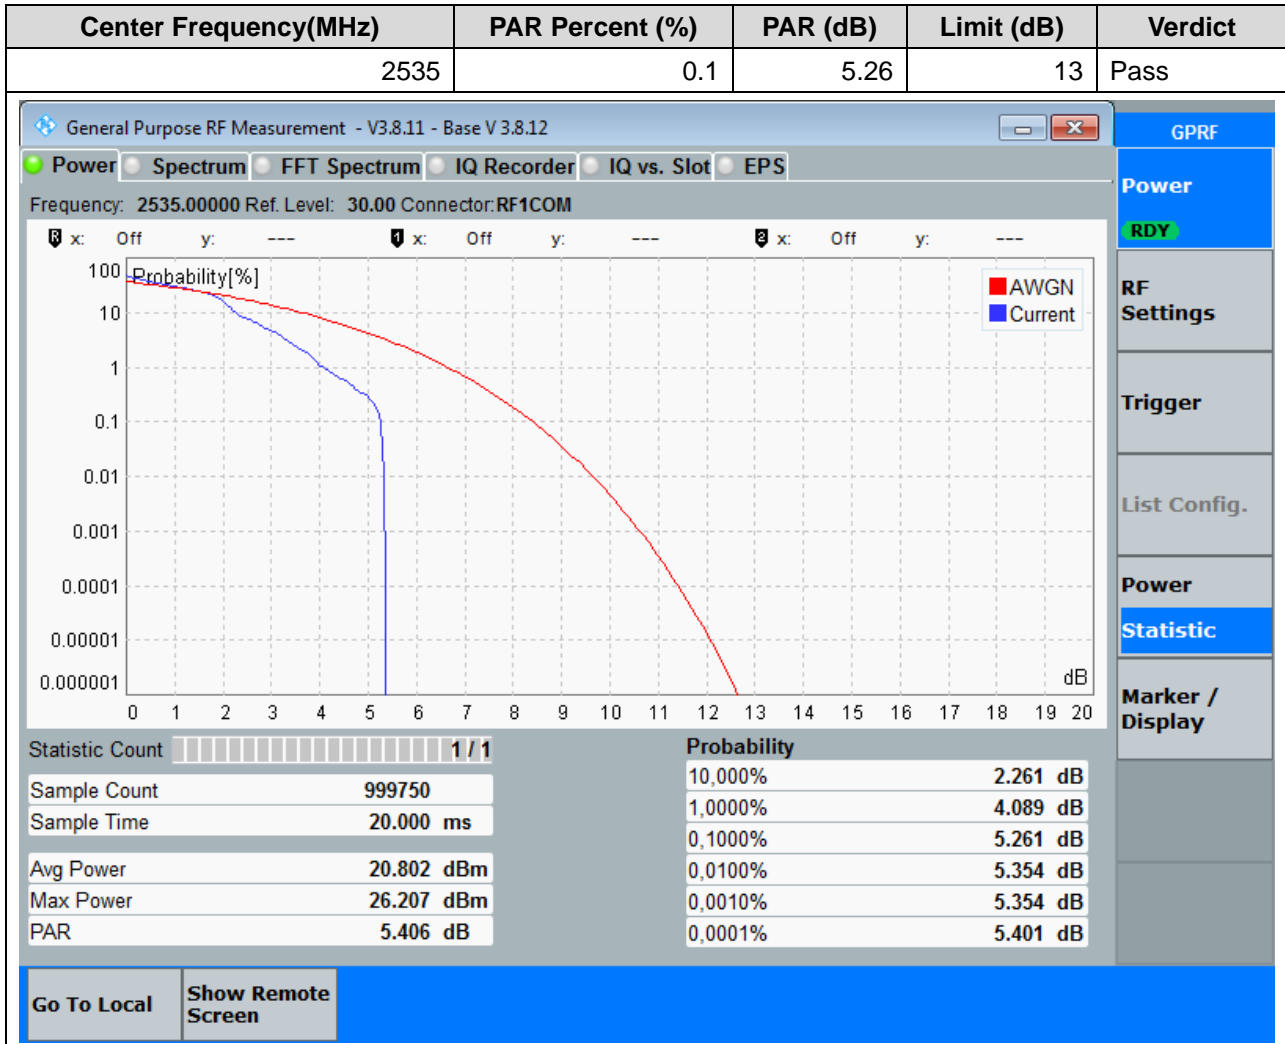 Center Frequency(MHz) PAR Percent (%) PAR (dB) Limit (dB) Verdict
2535 0.1 5.26 13 Pass
General Purpose RF Measurement - V3.8.11 - Base V 3.8.12
GPRF
Power Spectrum FFT Spectrum IQ Recorder IQ vs. Slot EPS
Power
RDY
Frequency: 2535.00000 Ref. Level: 30.00 Connector:RF1COM
R x: Off y: --- 1 x: Off y: --- 2 x: Off y: ---
Probability[%]
AWGN
Current
100
10
1
0.1
0.01
0.001
0.0001
0.00001
0.000001
dB
0 1 2 3 4 5 6 7 8 9 10 11 12 13 14 15 16 17 18 19 20
RF
Settings
Trigger
List Config.
Power
Statistic
Marker /
Display
Statistic Count 1 / 1
Sample Count 999750
Sample Time 20.000 ms
Avg Power 20.802 dBm
Max Power 26.207 dBm
PAR 5.406 dB
Probability
10,000% 2.261 dB
1,0000% 4.089 dB
0,1000% 5.261 dB
0,0100% 5.354 dB
0,0010% 5.354 dB
0,0001% 5.401 dB
Go To Local
Show Remote
Screen